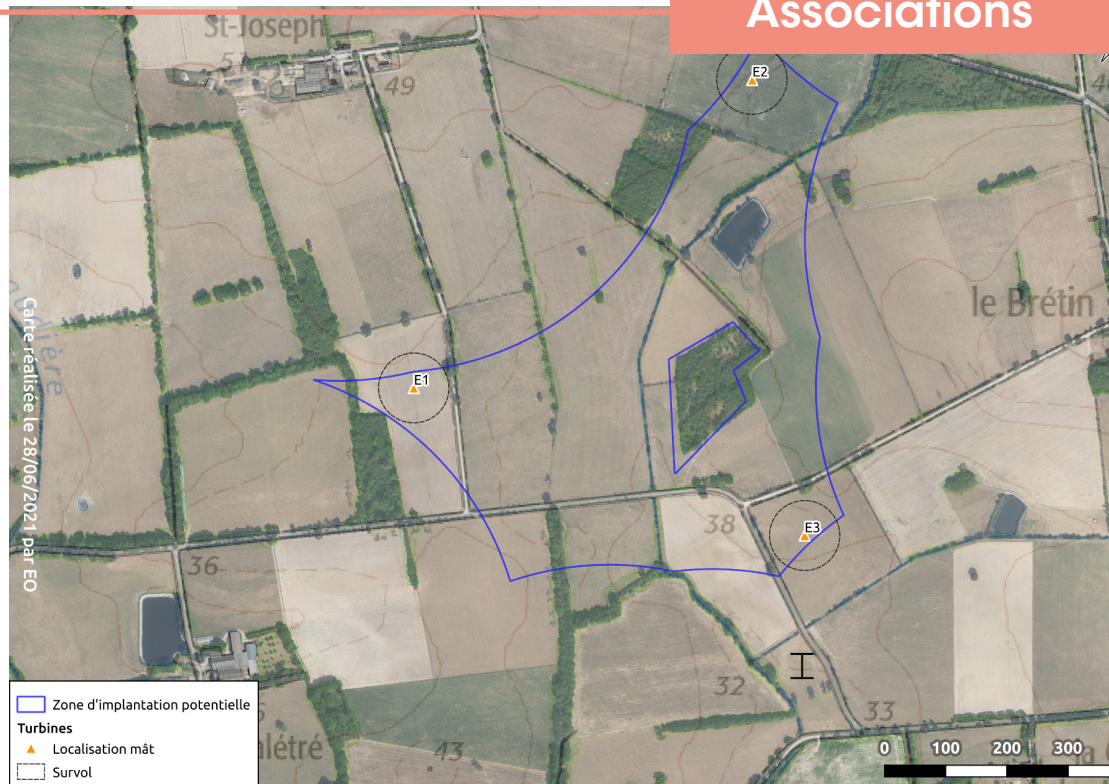 Associations
St-Joseph
51
49
E2
le Brétin
E1
Carte réalisée le 28/06/2021 par EO
38
E3
36
32
33
43
Zone d'implantation potentielle
Turbines
Localisation mât
Survol
0 100 200 300